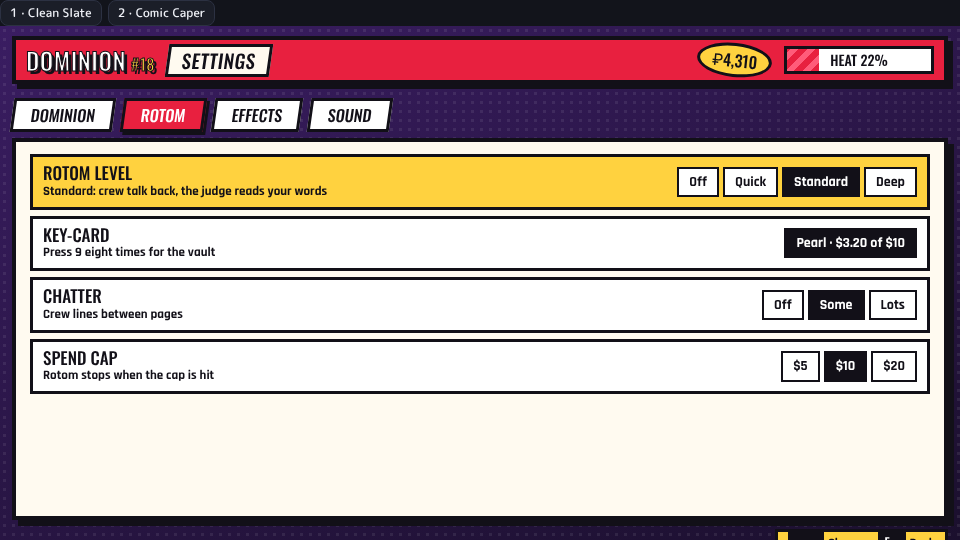 1 · Clean Slate
2 · Comic Caper
DOMINION #18
SETTINGS
₽4,310
HEAT 22%
DOMINION
ROTOM
EFFECTS
SOUND
ROTOM LEVEL
Standard: crew talk back, the judge reads your words
Off
Quick
Standard
Deep
KEY-CARD
Press 9 eight times for the vault
Pearl · $3.20 of $10
CHATTER
Crew lines between pages
Off
Some
Lots
SPEND CAP
Rotom stops when the cap is hit
$5
$10
$20